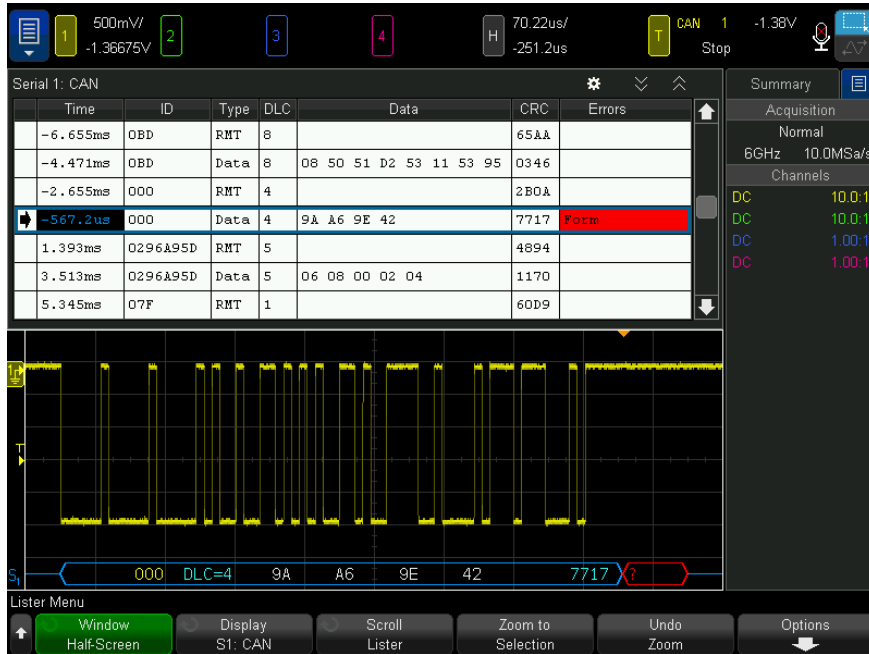 1 500mV/ -1.36675V 2 3 4 H 70.22us/ -251.2us T CAN 1 -1.38V Stop
Serial 1: CAN
Summary
Time ID Type DLC Data CRC Errors
-6.655ms 0BD RMT 8 65AA
-4.471ms 0BD Data 8 08 50 51 D2 53 11 53 95 0346
-2.655ms 000 RMT 4 2B0A
-567.2us 000 Data 4 9A A6 9E 42 7717 Form
1.393ms 0296A95D RMT 5 4894
3.513ms 0296A95D Data 5 06 08 00 02 04 1170
5.345ms 07F RMT 1 60D9
Acquisition
Normal
6GHz 10.0MSa/s
Channels
DC 10.0:1
DC 10.0:1
DC 1.00:1
DC 1.00:1
1
T
S1 000 DLC=4 9A A6 9E 42 7717 ?
Lister Menu
Window Half-Screen
Display S1: CAN
Scroll Lister
Zoom to Selection
Undo Zoom
Options